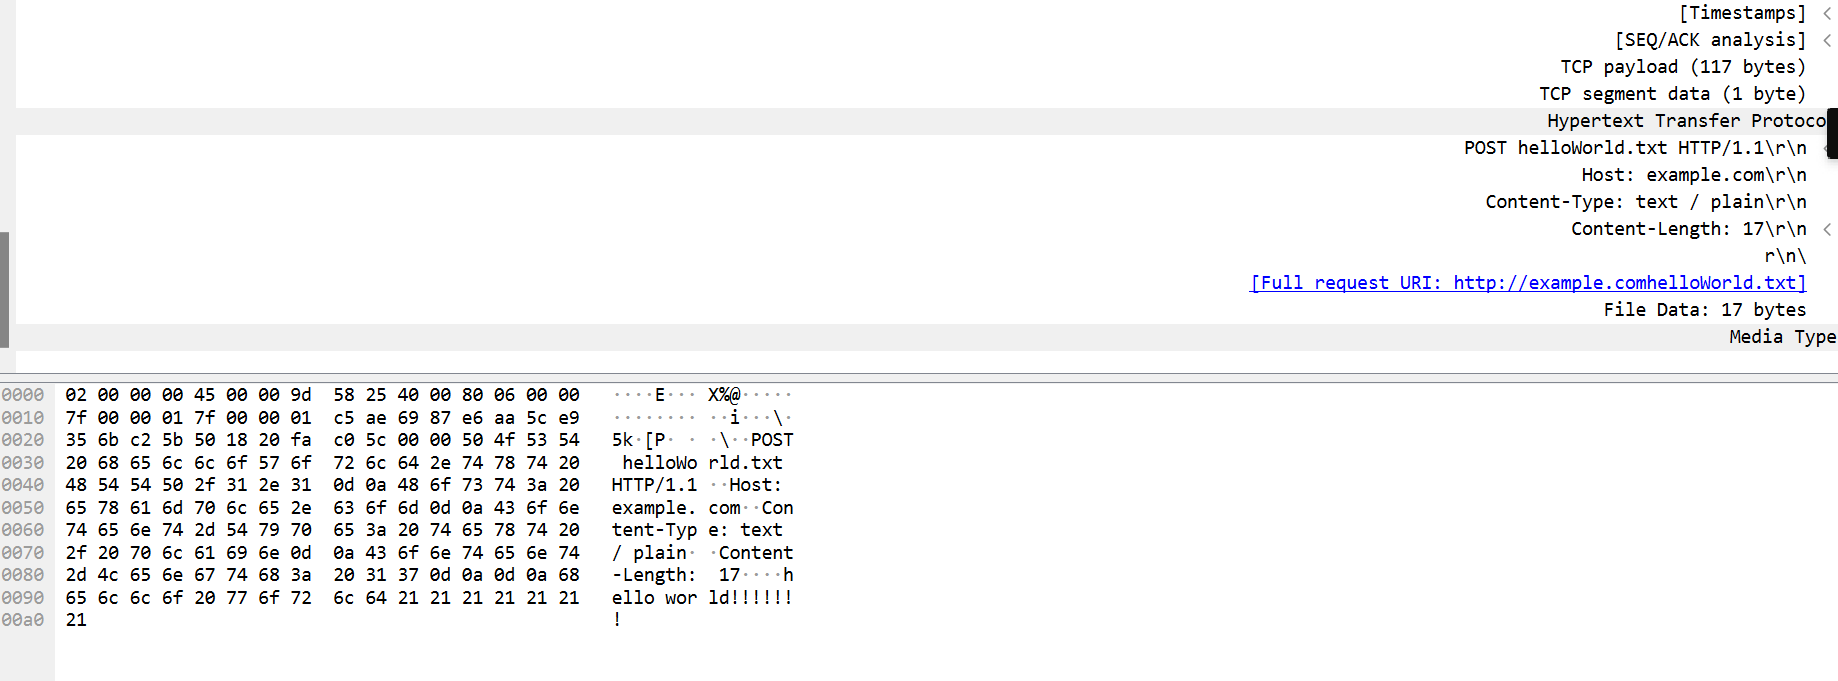 [Timestamps]
[SEQ/ACK analysis]
TCP payload (117 bytes)
TCP segment data (1 byte)
Hypertext Transfer Protoco
POST helloWorld.txt HTTP/1.1\r\n
Host: example.com\r\n
Content-Type: text / plain\r\n
Content-Length: 17\r\n
r\n\
[Full request URI: http://example.comhelloWorld.txt]
File Data: 17 bytes
Media Type
0000 02 00 00 00 45 00 00 9d 58 25 40 00 80 06 00 00 ····E··· X%@·····
0010 7f 00 00 01 7f 00 00 01 c5 ae 69 87 e6 aa 5c e9 ········ ··i···\·
0020 35 6b c2 5b 50 18 20 fa c0 5c 00 00 50 4f 53 54 5k·[P· · ·\··POST
0030 20 68 65 6c 6c 6f 57 6f 72 6c 64 2e 74 78 74 20 helloWo rld.txt
0040 48 54 54 50 2f 31 2e 31 0d 0a 48 6f 73 74 3a 20 HTTP/1.1 ··Host:
0050 65 78 61 6d 70 6c 65 2e 63 6f 6d 0d 0a 43 6f 6e example. com··Con
0060 74 65 6e 74 2d 54 79 70 65 3a 20 74 65 78 74 20 tent-Typ e: text
0070 2f 20 70 6c 61 69 6e 0d 0a 43 6f 6e 74 65 6e 74 / plain· ·Content
0080 2d 4c 65 6e 67 74 68 3a 20 31 37 0d 0a 0d 0a 68 -Length: 17····h
0090 65 6c 6c 6f 20 77 6f 72 6c 64 21 21 21 21 21 21 ello wor ld!!!!!!
00a0 21 !